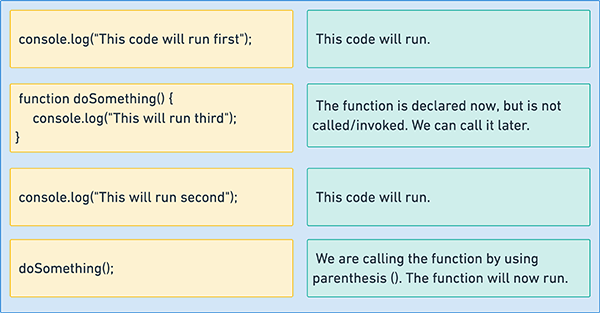 console.log("This code will run first");
This code will run.
function doSomething() {
console.log("This will run third");
}
The function is declared now, but is not
called/invoked. We can call it later.
console.log("This will run second");
This code will run.
doSomething();
We are calling the function by using
parenthesis (). The function will now run.